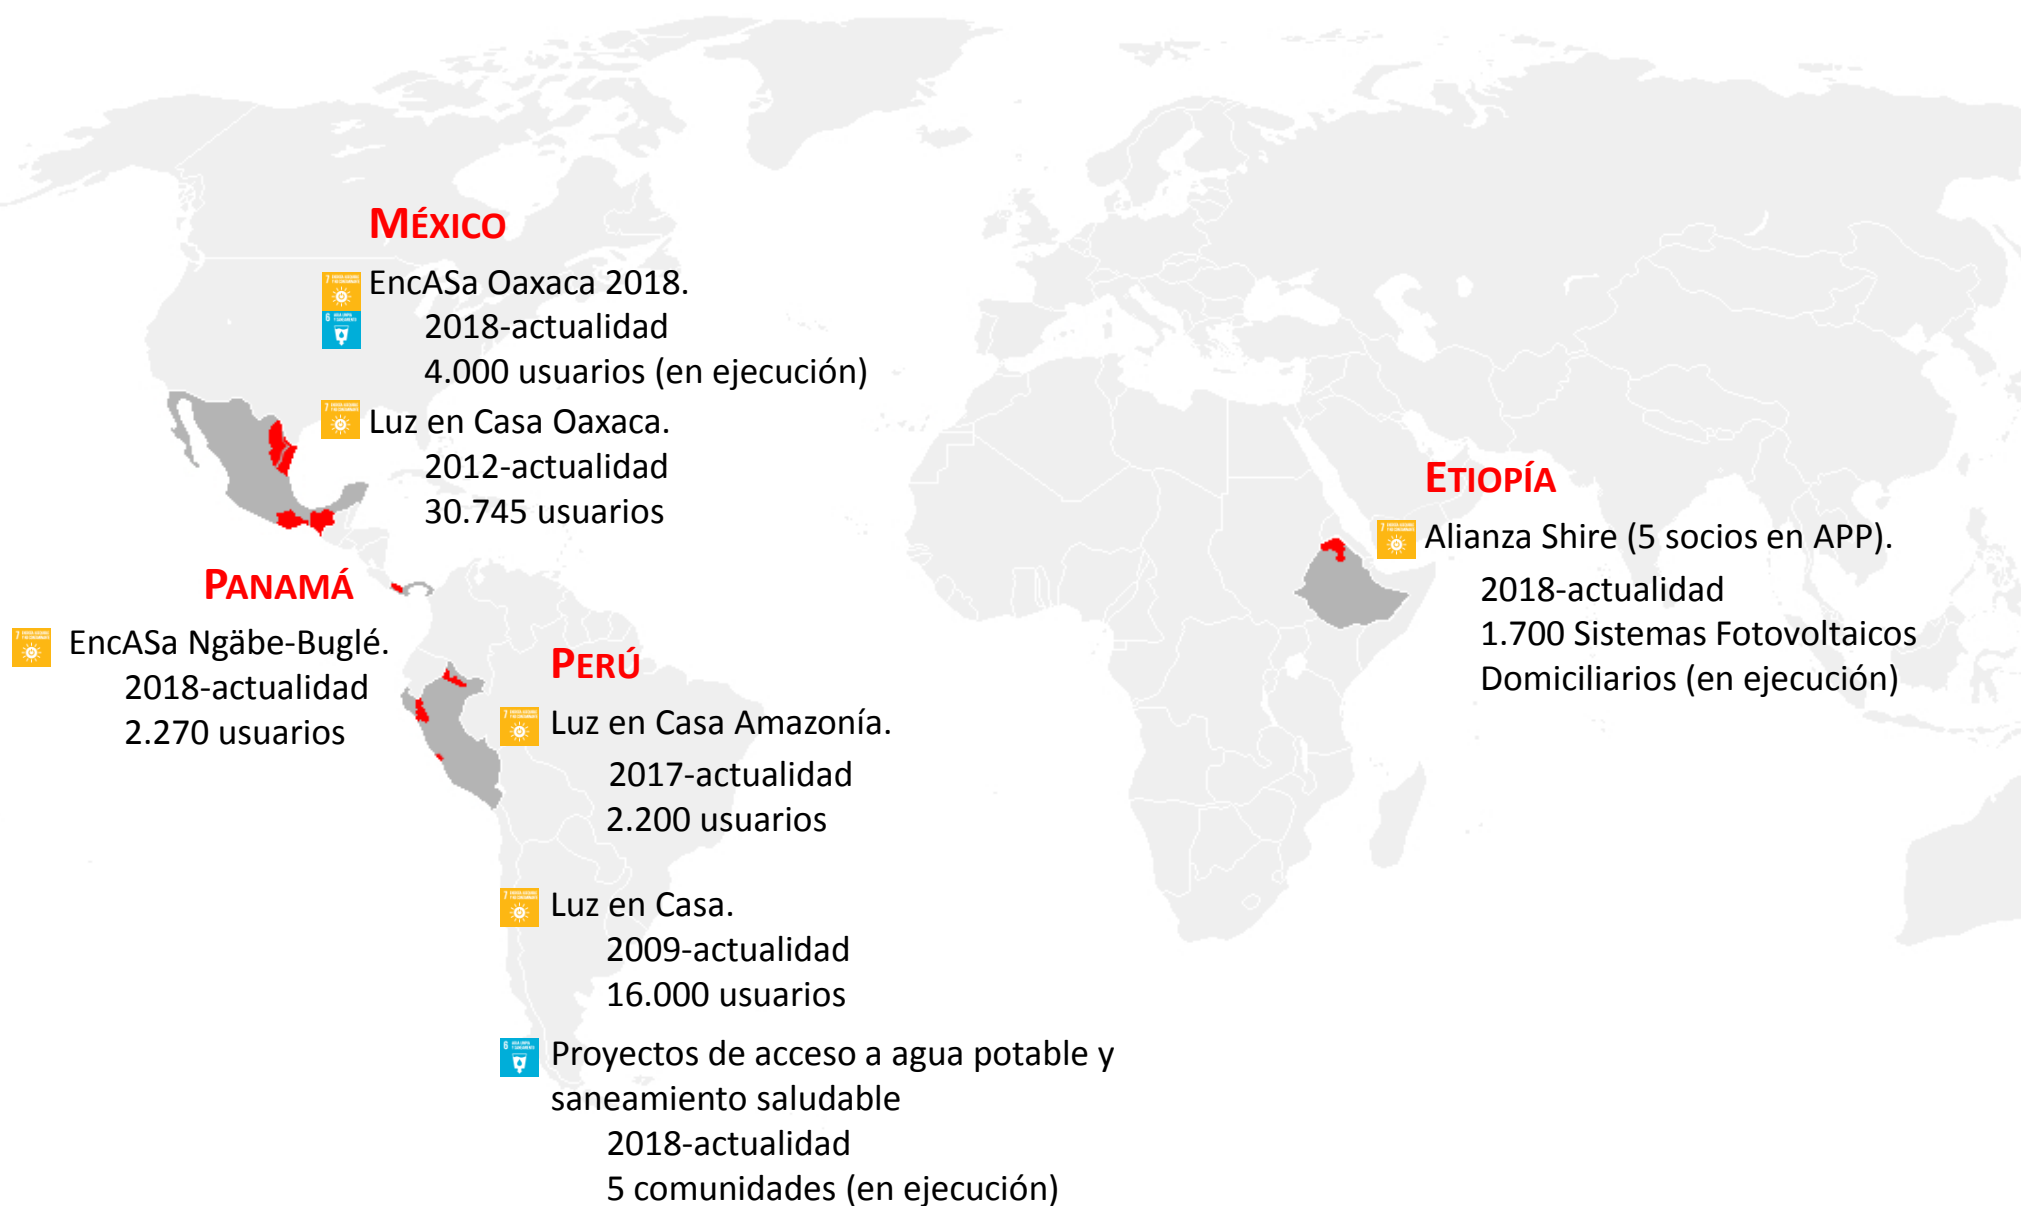 MÉXICO
EncASa Oaxaca 2018.
2018-actualidad
4.000 usuarios (en ejecución)
Luz en Casa Oaxaca.
2012-actualidad
30.745 usuarios
PANAMÁ
EncASa Ngäbe-Buglé.
2018-actualidad
2.270 usuarios
PERÚ
Luz en Casa Amazonía.
2017-actualidad
2.200 usuarios
Luz en Casa.
2009-actualidad
16.000 usuarios
Proyectos de acceso a agua potable y
saneamiento saludable
2018-actualidad
5 comunidades (en ejecución)
ETIOPÍA
Alianza Shire (5 socios en APP).
2018-actualidad
1.700 Sistemas Fotovoltaicos
Domiciliarios (en ejecución)